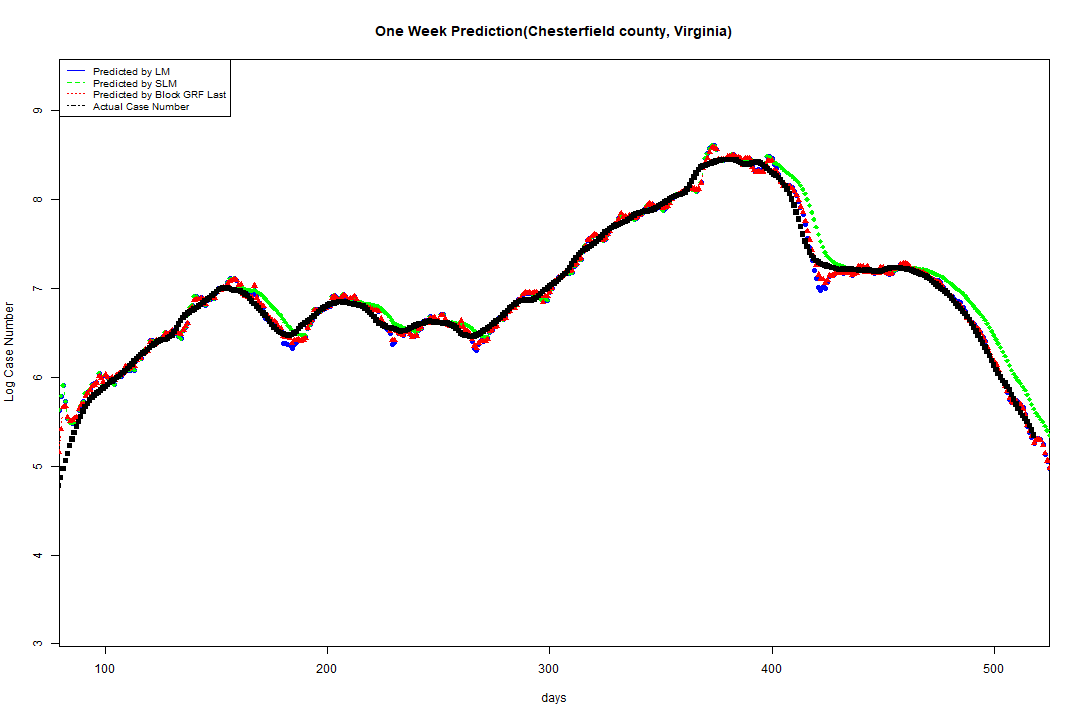 One Week Prediction(Chesterfield county, Virginia)
Predicted by LM
Predicted by SLM
Predicted by Block GRF Last
Actual Case Number
9
8
7
6
5
4
3
Log Case Number
100 200 300 400 500
days